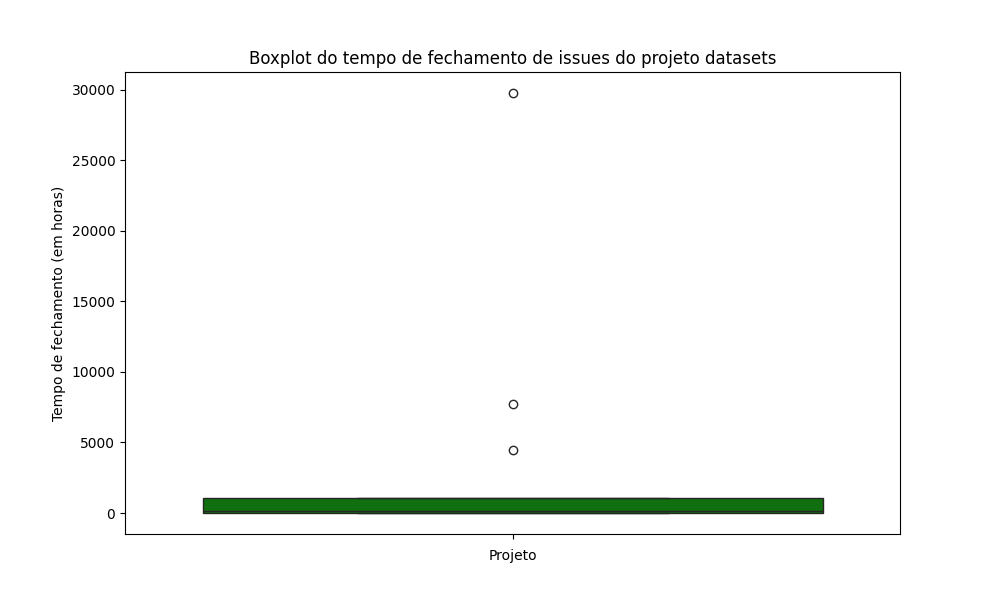 Boxplot do tempo de fechamento de issues do projeto datasets
30000
25000
20000
15000
10000
5000
0
Tempo de fechamento (em horas)
Projeto